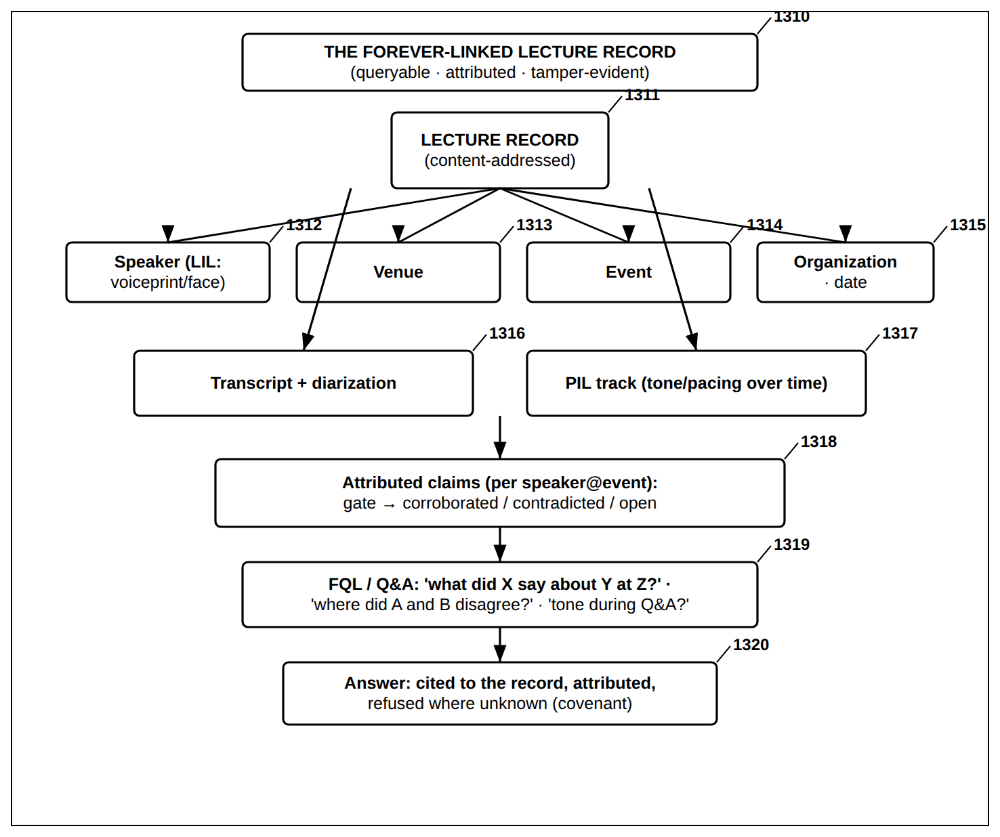 1310
THE FOREVER-LINKED LECTURE RECORD
(queryable · attributed · tamper-evident)
1311
LECTURE RECORD
(content-addressed)
1312
1313
1314
1315
Speaker (LIL:
voiceprint/face)
Venue
Event
Organization
· date
1316
1317
Transcript + diarization
PIL track (tone/pacing over time)
1318
Attributed claims (per speaker@event):
gate → corroborated / contradicted / open
1319
FQL / Q&A: 'what did X say about Y at Z?' ·
'where did A and B disagree?' · 'tone during Q&A?'
1320
Answer: cited to the record, attributed,
refused where unknown (covenant)